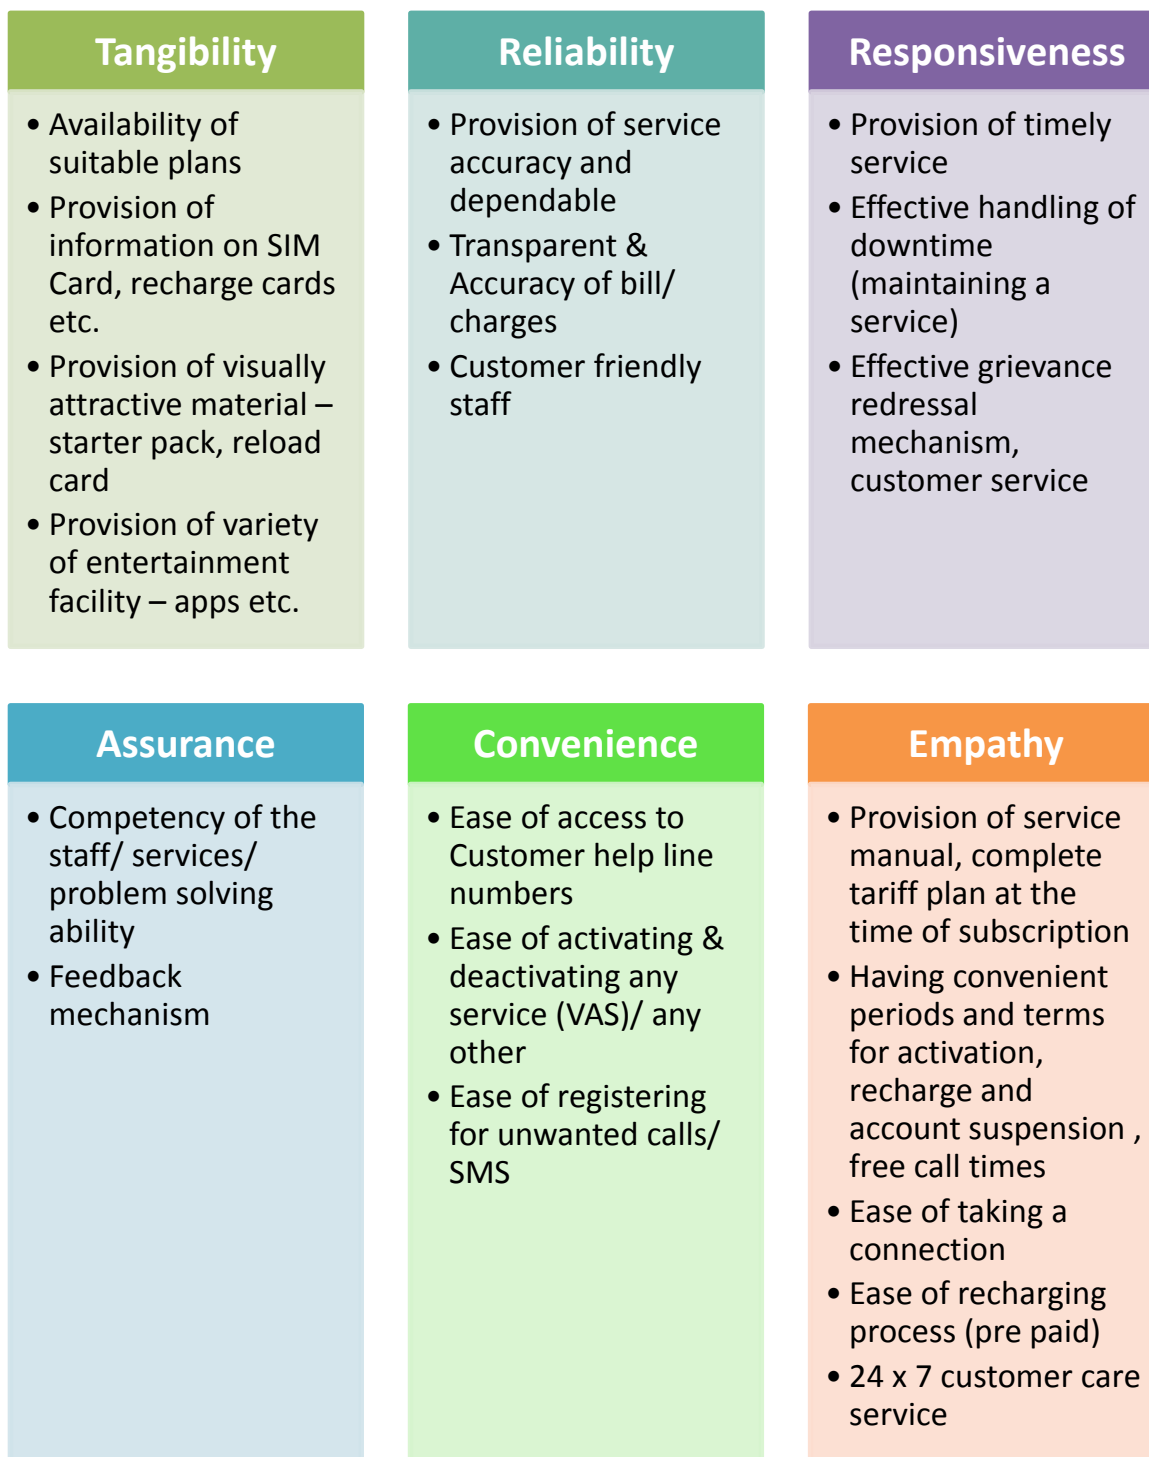 Tangibility
• Availability of
suitable plans
• Provision of
information on SIM
Card, recharge cards
etc.
• Provision of visually
attractive material –
starter pack, reload
card
• Provision of variety
of entertainment
facility – apps etc.
Reliability
• Provision of service
accuracy and
dependable
• Transparent &
Accuracy of bill/
charges
• Customer friendly
staff
Responsiveness
• Provision of timely
service
• Effective handling of
downtime
(maintaining a
service)
• Effective grievance
redressal
mechanism,
customer service
Assurance
• Competency of the
staff/ services/
problem solving
ability
• Feedback
mechanism
Convenience
• Ease of access to
Customer help line
numbers
• Ease of activating &
deactivating any
service (VAS)/ any
other
• Ease of registering
for unwanted calls/
SMS
Empathy
• Provision of service
manual, complete
tariff plan at the
time of subscription
• Having convenient
periods and terms
for activation,
recharge and
account suspension ,
free call times
• Ease of taking a
connection
• Ease of recharging
process (pre paid)
• 24 x 7 customer care
service